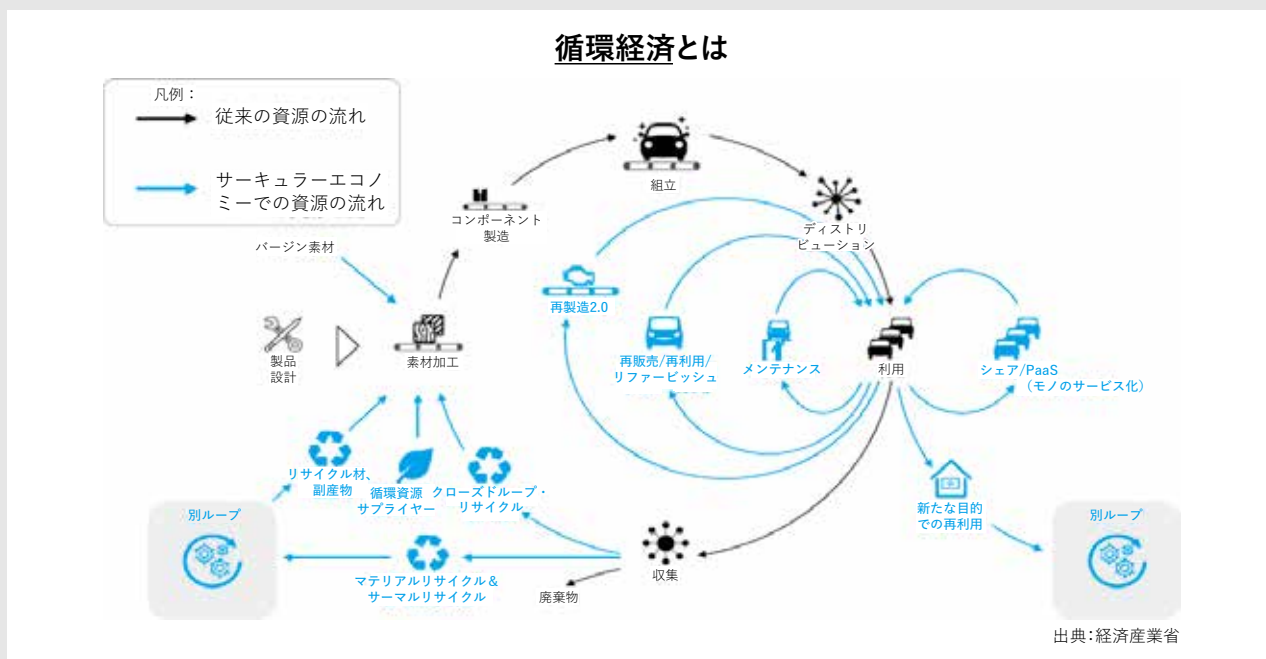 循環経済とは
凡例：
従来の資源の流れ
サーキュラーエコノ
ミーでの資源の流れ
組立
コンポーネント
製造
ディストリ
ビューション
バージン素材
再製造2.0
製品
設計
素材加工
再販売/再利用/
リファービッシュ
メンテナンス
利用
シェア/PaaS
（モノのサービス化）
リサイクル材、
副産物
循環資源
サプライヤー
クローズドループ・
リサイクル
新たな目的
での再利用
別ループ
別ループ
収集
マテリアルリサイクル＆
サーマルリサイクル
廃棄物
出典：経済産業省